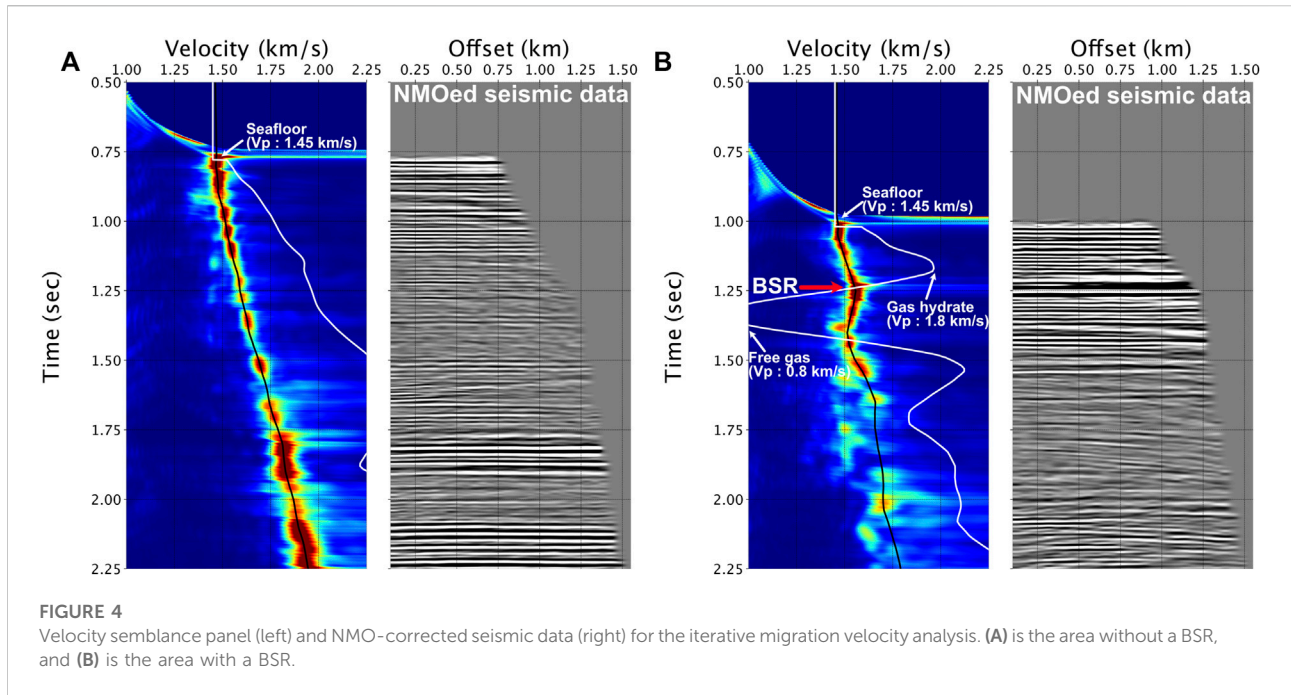 A
Velocity (km/s)
1.00 1.25 1.50 1.75 2.00 2.25
Time (sec)
0.50
0.75
1.00
1.25
1.50
1.75
2.00
2.25
Seafloor
(Vp : 1.45 km/s)
Offset (km)
0.25 0.50 0.75 1.00 1.25 1.50
NMOed seismic data
B
Velocity (km/s)
1.00 1.25 1.50 1.75 2.00 2.25
Time (sec)
0.50
0.75
1.00
1.25
1.50
1.75
2.00
2.25
Seafloor
(Vp : 1.45 km/s)
BSR
Gas hydrate
(Vp : 1.8 km/s)
Free gas
(Vp : 0.8 km/s)
Offset (km)
0.25 0.50 0.75 1.00 1.25 1.50
NMOed seismic data
FIGURE 4
Velocity semblance panel (left) and NMO-corrected seismic data (right) for the iterative migration velocity analysis. (A) is the area without a BSR,
and (B) is the area with a BSR.